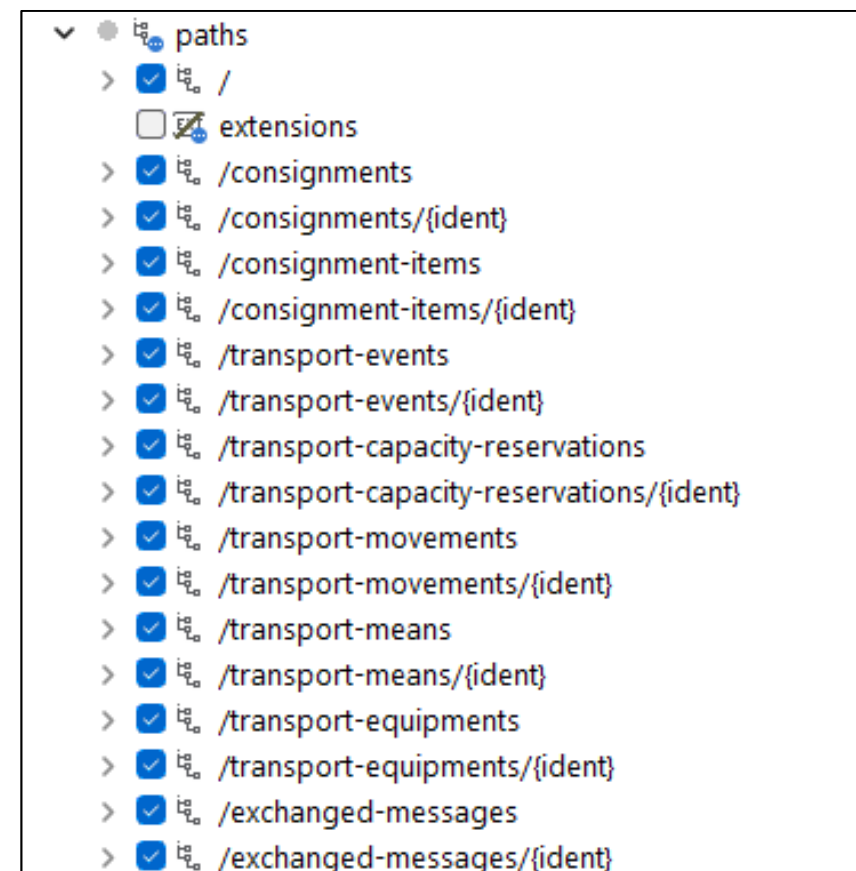 paths
/
extensions
/consignments
/consignments/{ident}
/consignment-items
/consignment-items/{ident}
/transport-events
/transport-events/{ident}
/transport-capacity-reservations
/transport-capacity-reservations/{ident}
/transport-movements
/transport-movements/{ident}
/transport-means
/transport-means/{ident}
/transport-equipments
/transport-equipments/{ident}
/exchanged-messages
/exchanged-messages/{ident}